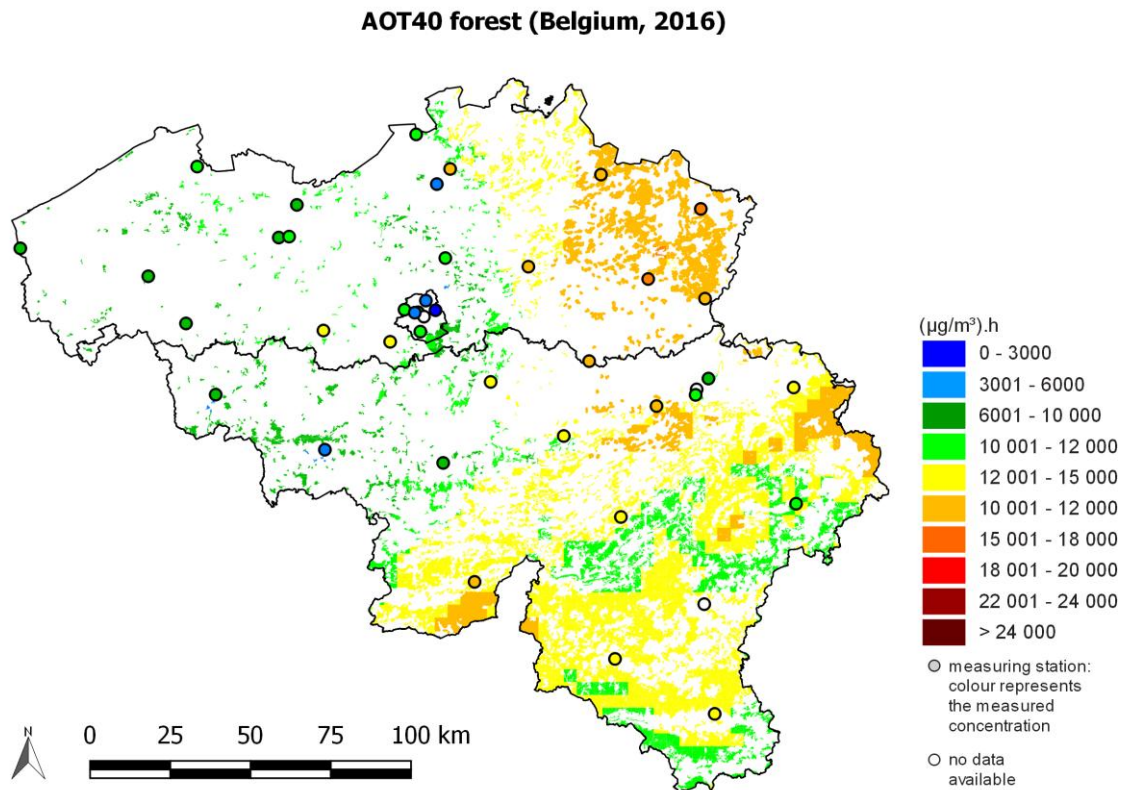 AOT40 forest (Belgium, 2016)
(µg/m³).h
0 - 3000
3001 - 6000
6001 - 10 000
10 001 - 12 000
12 001 - 15 000
10 001 - 12 000
15 001 - 18 000
18 001 - 20 000
22 001 - 24 000
> 24 000
measuring station:
colour represents
the measured
concentration
no data
available
N
0 25 50 75 100 km